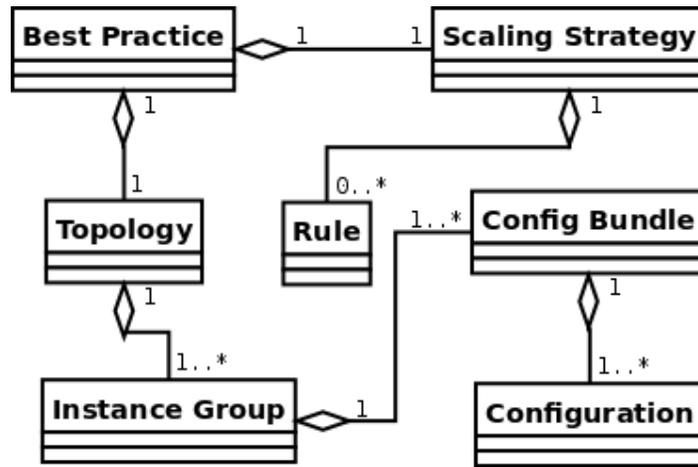 Best Practice
1
1
Scaling Strategy
1
1
1
0..*
Topology
Rule
1..*
Config Bundle
1
1
1..*
1..*
Instance Group
1
Configuration